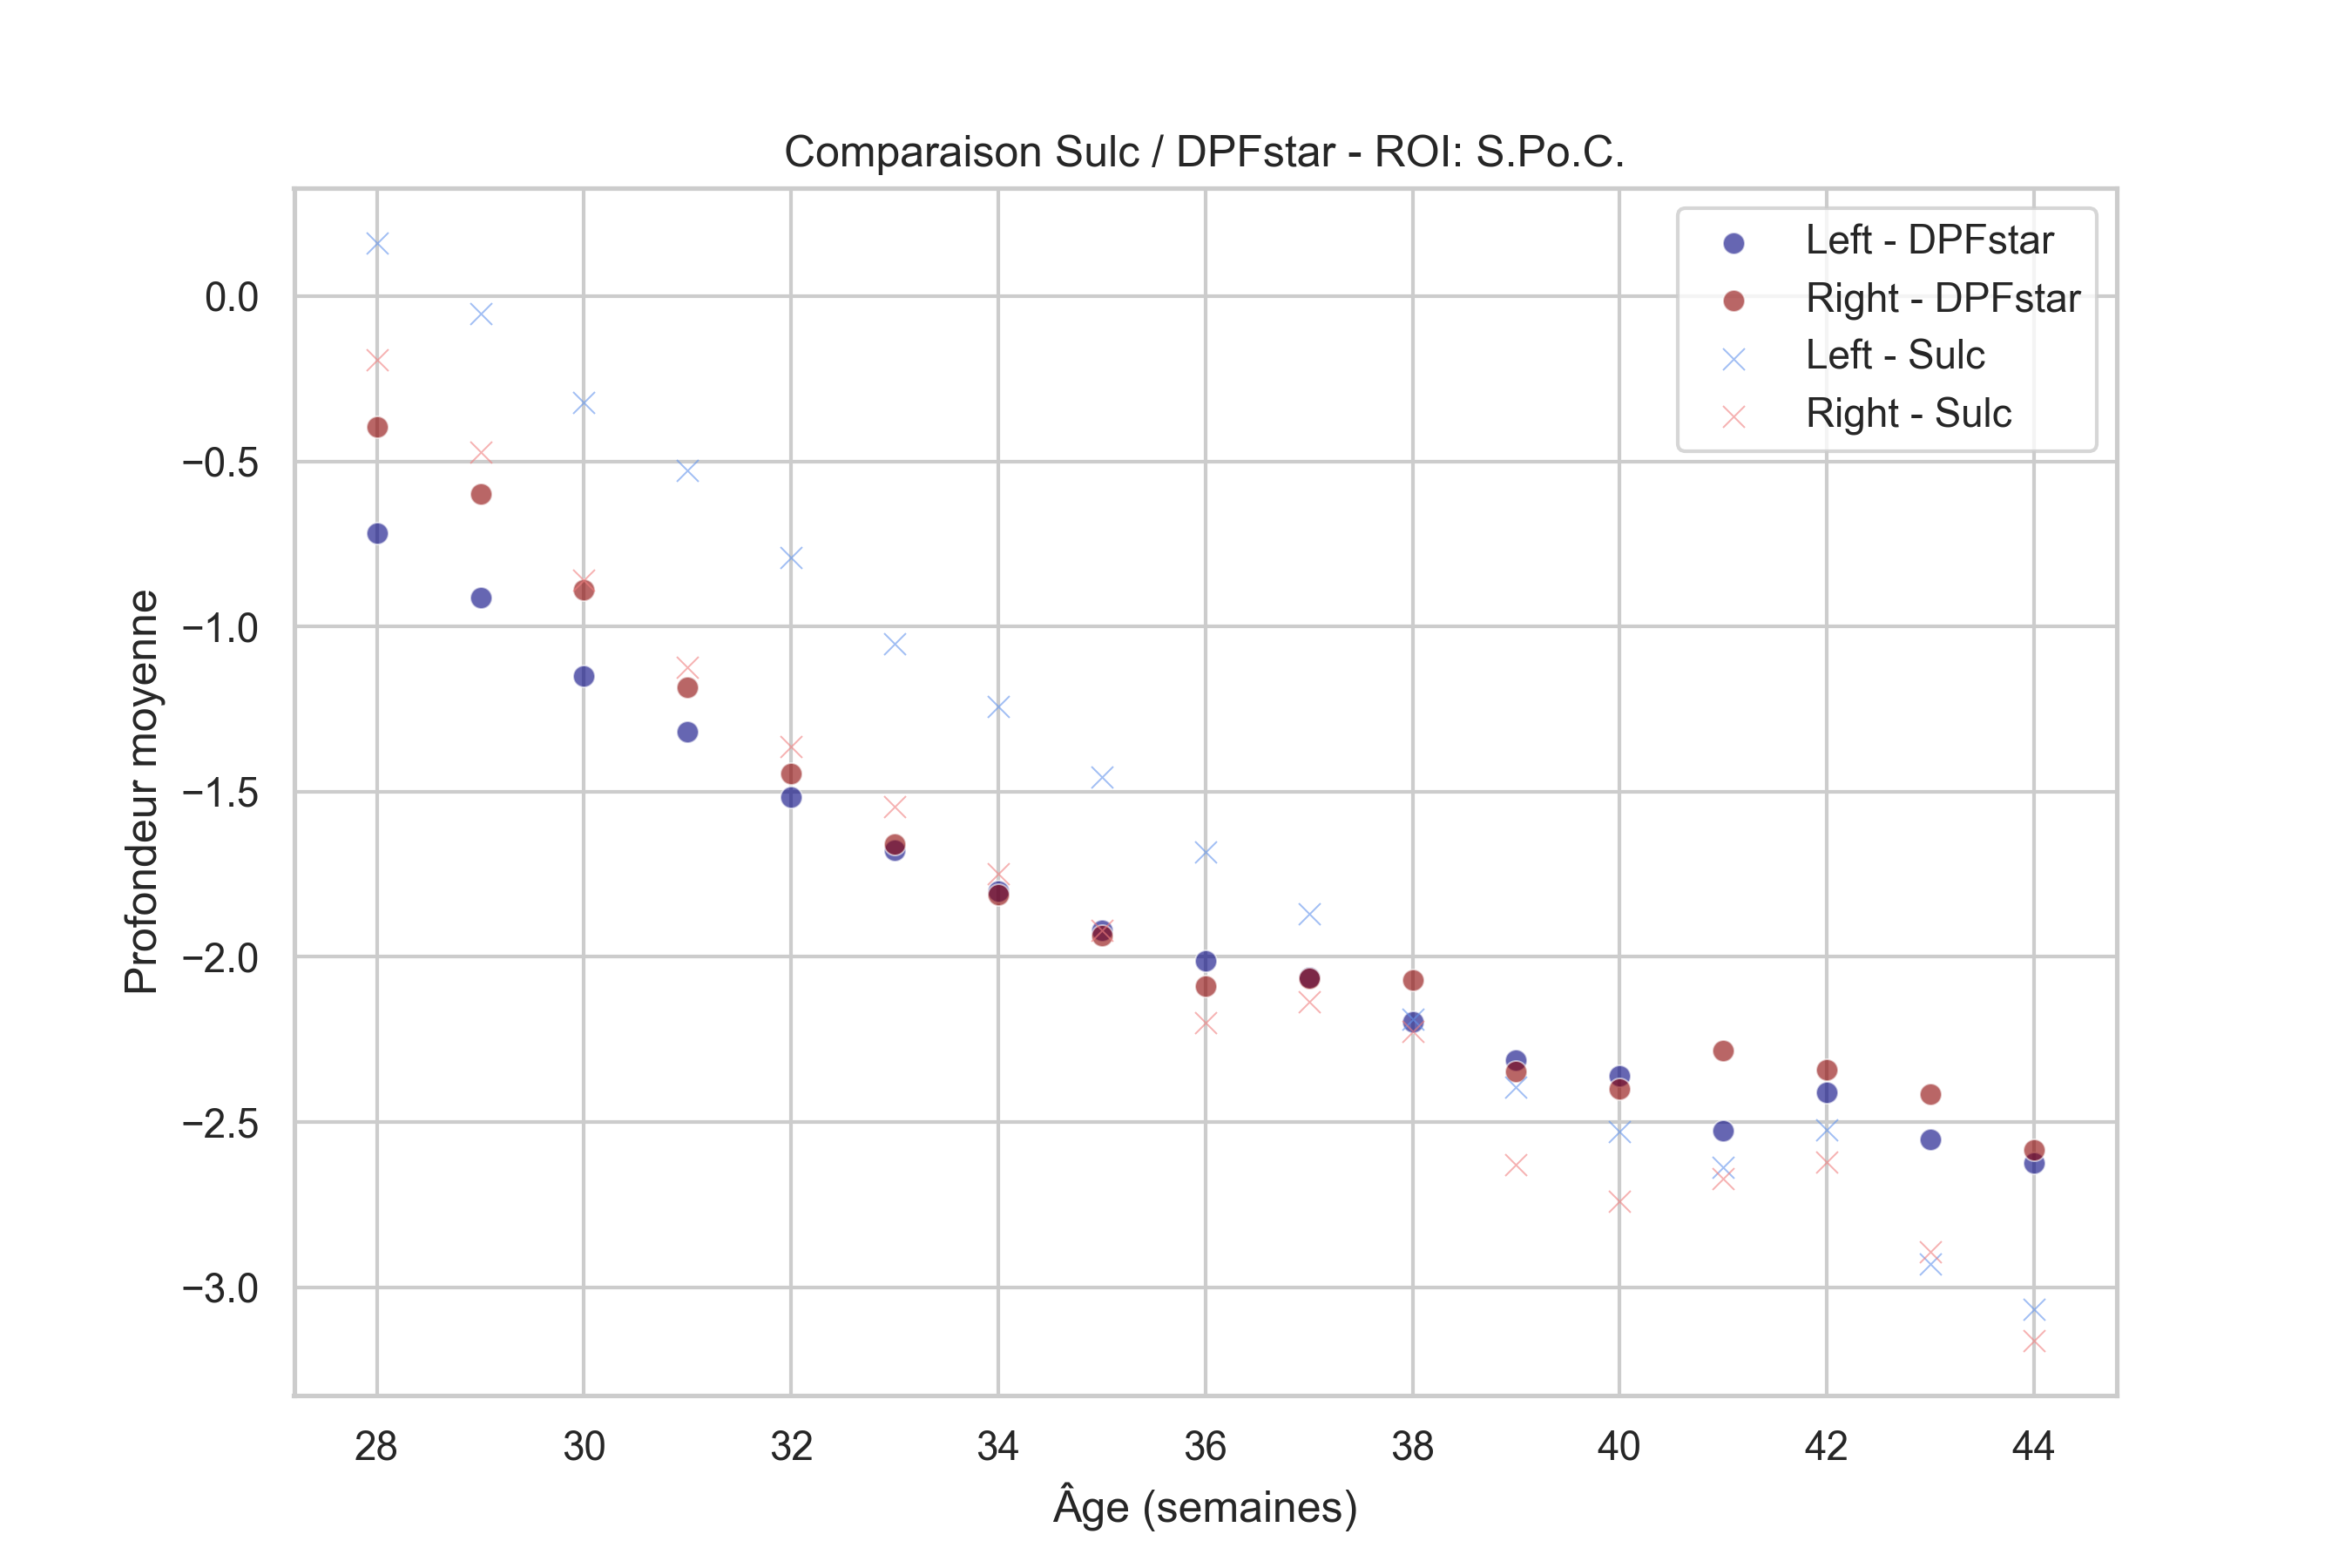 Comparaison Sulc / DPFstar - ROI: S.Po.C.
Left - DPFstar
Right - DPFstar
Left - Sulc
Right - Sulc
0.0
−0.5
−1.0
−1.5
−2.0
−2.5
−3.0
Profondeur moyenne
28 30 32 34 36 38 40 42 44
Âge (semaines)